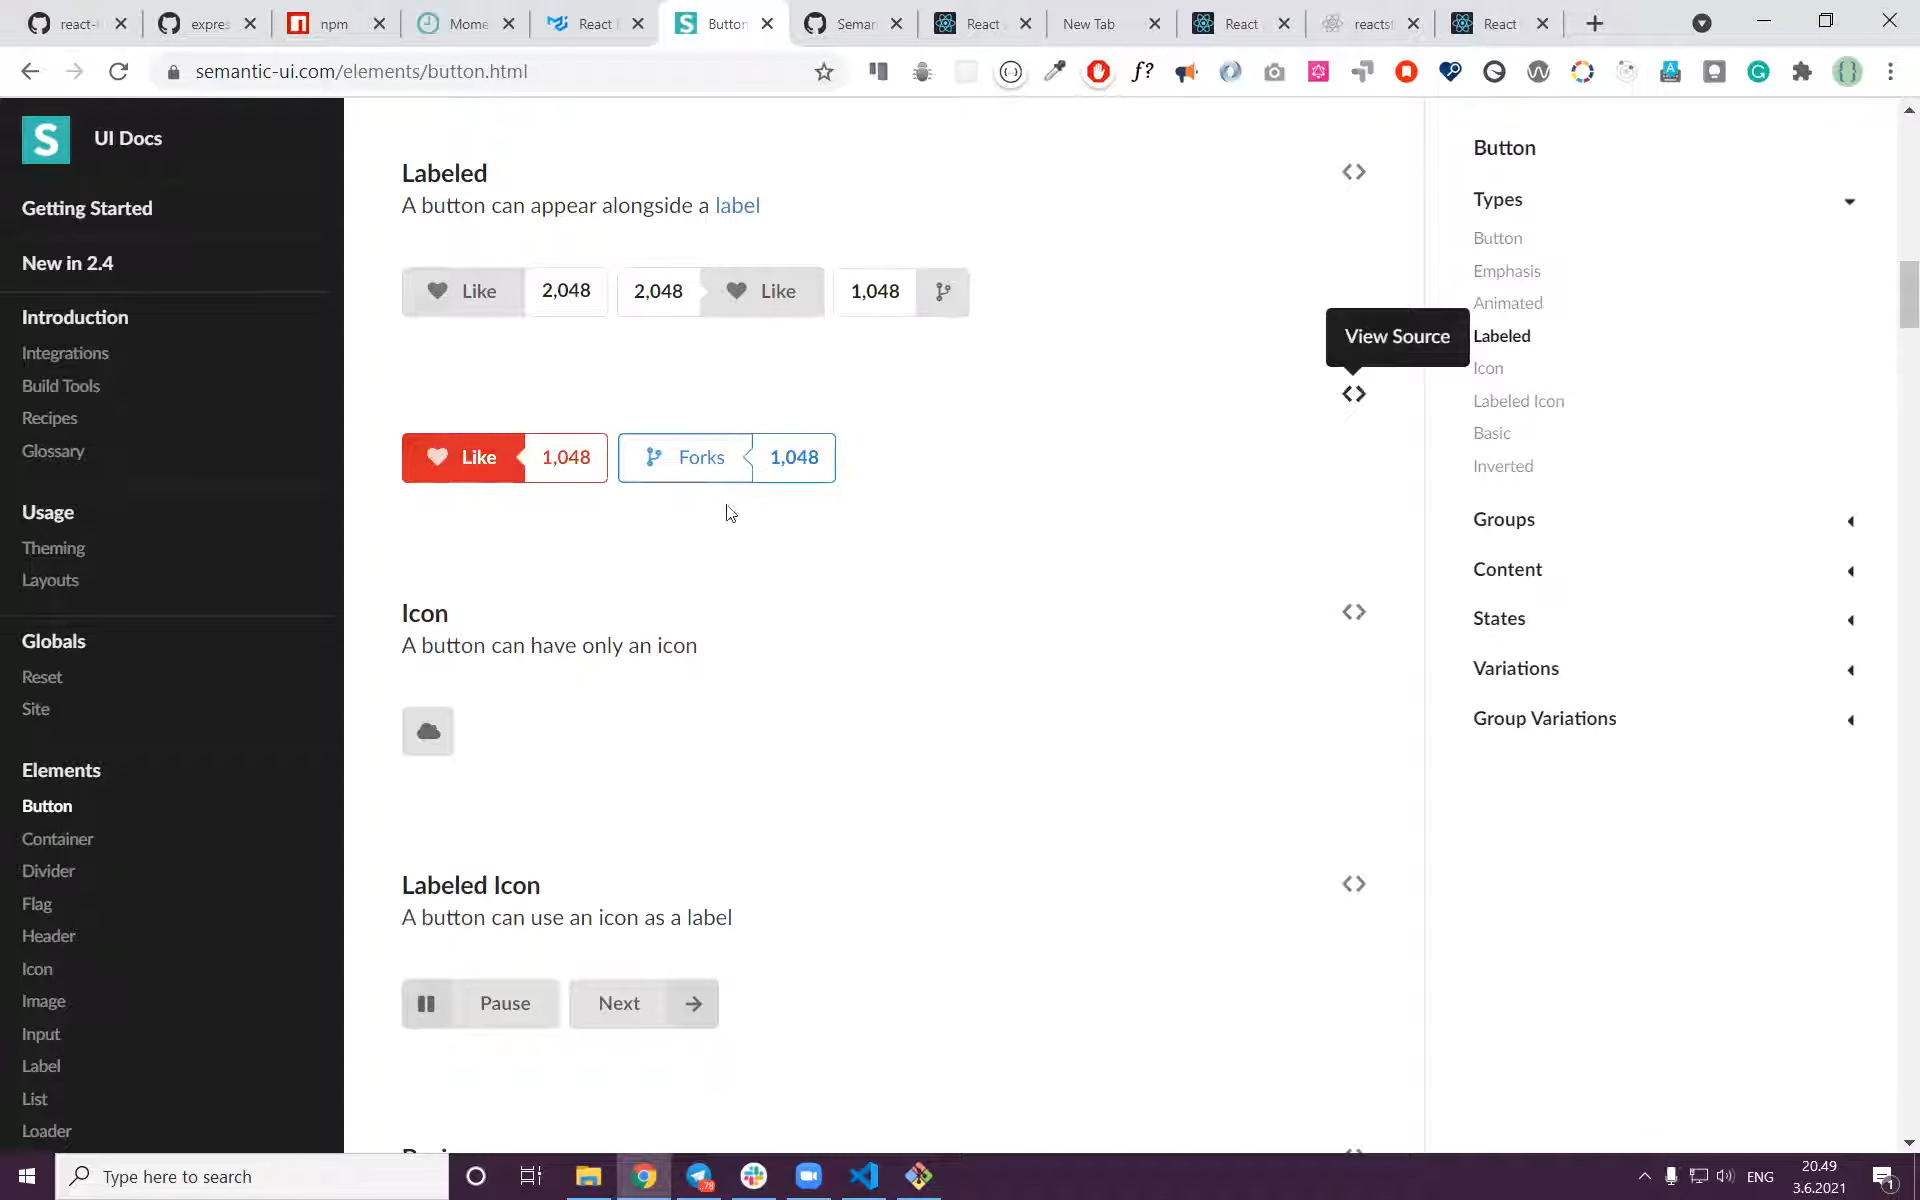 react-
expres
npm
Mome
React
Button
Seman
React
New Tab
React
reactst
React
semantic-ui.com/elements/button.html
f?
S
UI Docs
Getting Started
New in 2.4
Introduction
Integrations
Build Tools
Recipes
Glossary
Usage
Theming
Layouts
Globals
Reset
Site
Elements
Button
Container
Divider
Flag
Header
Icon
Image
Input
Label
List
Loader
Labeled
A button can appear alongside a label
Like 2,048
2,048 Like
1,048
Like 1,048
Forks 1,048
Icon
A button can have only an icon
Labeled Icon
A button can use an icon as a label
Pause
Next
View Source
Button
Types
Button
Emphasis
Animated
Labeled
Icon
Labeled Icon
Basic
Inverted
Groups
Content
States
Variations
Group Variations
Type here to search
78
ENG
20.49
3.6.2021
1